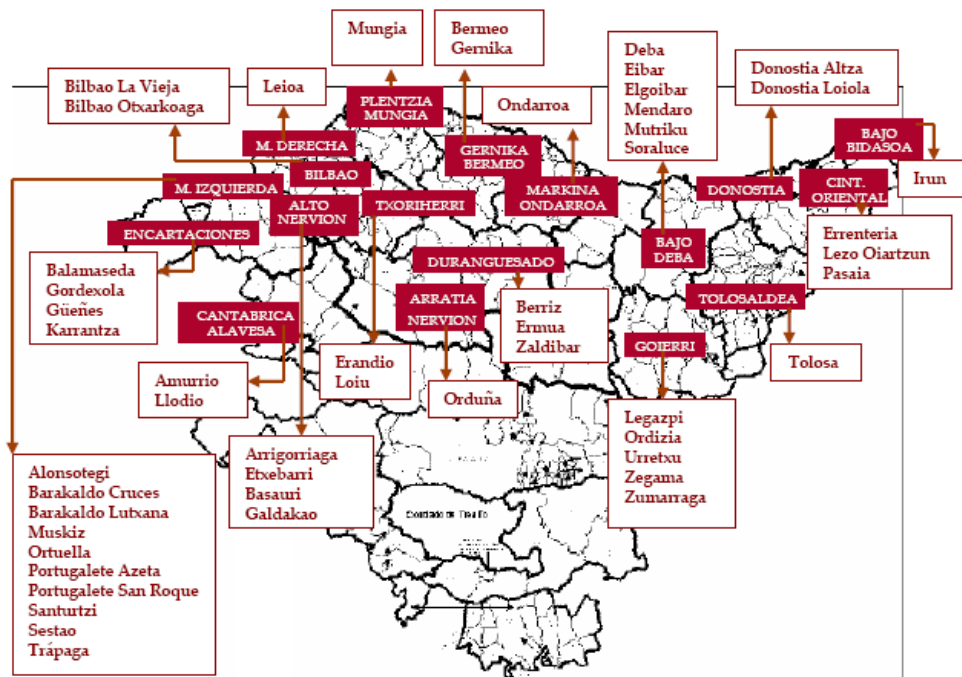 Mungia
Bermeo
Gernika
Deba
Eibar
Elgoibar
Mendaro
Mutriku
Soraluce
Bilbao La Vieja
Bilbao Otxarkoaga
Leioa
Ondarroa
Donostia Altza
Donostia Loiola
PLENTZIA
MUNGIA
M. DERECHA
GERNIKA
BERMEO
BAJO
BIDASOA
Irun
BILBAO
M. IZQUIERDA
ALTO
NERVION
TXORIHERRI
MARKINA
ONDARROA
DONOSTIA
CINT.
ORIENTAL
ENCARTACIONES
BAJO
DEBA
Errenteria
Lezo Oiartzun
Pasaia
Balamaseda
Gordexola
Güeñes
Karrantza
DURANGUESADO
CANTABRICA
ALAVESA
ARRATIA
NERVION
Berriz
Ermua
Zaldibar
TOLOSALDEA
GOIERRI
Tolosa
Erandio
Loiu
Amurrio
Llodio
Orduña
Legazpi
Ordizia
Urretxu
Zegama
Zumarraga
Arrigorriaga
Etxebarri
Basauri
Galdakao
Alonsotegi
Barakaldo Cruces
Barakaldo Lutxana
Muskiz
Ortuella
Portugalete Azeta
Portugalete San Roque
Santurtzi
Sestao
Trápaga